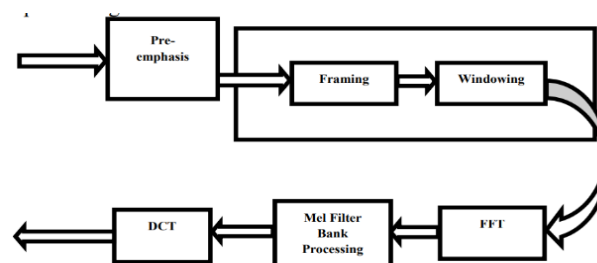 Pre-
emphasis
Framing
Windowing
DCT
Mel Filter
Bank
Processing
FFT